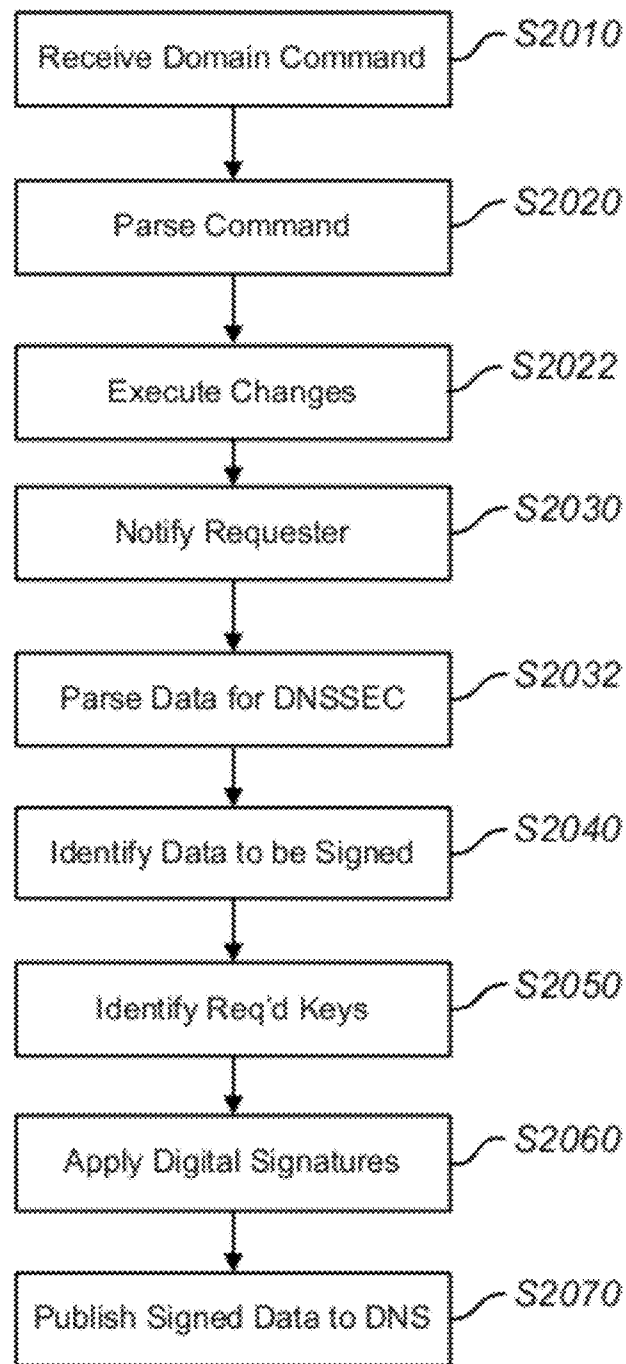 Receive Domain Command
S2010
Parse Command
S2020
Execute Changes
S2022
Notify Requester
S2030
Parse Data for DNSSEC
S2032
Identify Data to be Signed
S2040
Identify Req'd Keys
S2050
Apply Digital Signatures
S2060
Publish Signed Data to DNS
S2070